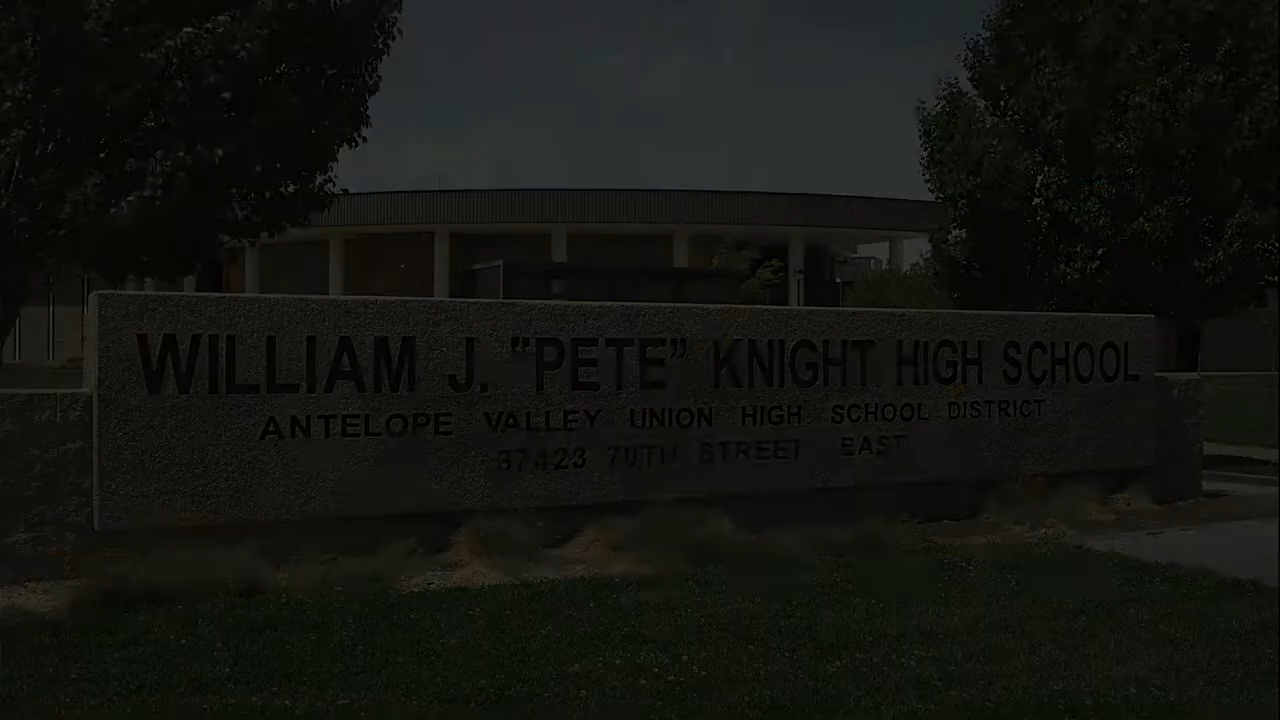 WILLIAM J. "PETE" KNIGHT HIGH SCHOOL
ANTELOPE VALLEY UNION HIGH SCHOOL DISTRICT
37423 70TH STREET EAST